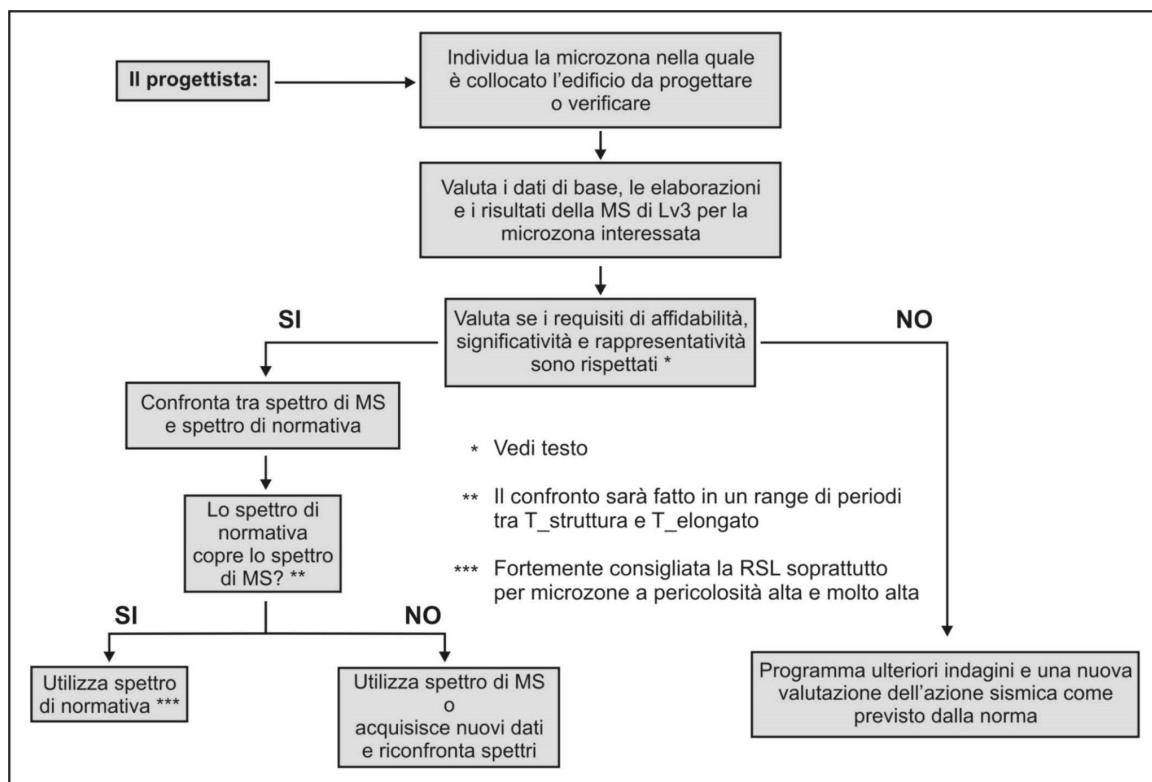 Il progettista:
Individua la microzona nella quale
è collocato l'edificio da progettare
o verificare
Valuta i dati di base, le elaborazioni
e i risultati della MS di Lv3 per la
microzona interessata
SI
Valuta se i requisiti di affidabilità,
significatività e rappresentatività
sono rispettati *
NO
Confronta tra spettro di MS
e spettro di normativa
* Vedi testo
** Il confronto sarà fatto in un range di periodi
tra T_struttura e T_elongato
*** Fortemente consigliata la RSL soprattutto
per microzone a pericolosità alta e molto alta
Lo spettro di
normativa
copre lo spettro
di MS? **
SI
NO
Utilizza spettro
di normativa ***
Utilizza spettro di MS
o
acquisisce nuovi dati
e riconfronta spettri
Programma ulteriori indagini e una nuova
valutazione dell'azione sismica come
previsto dalla norma